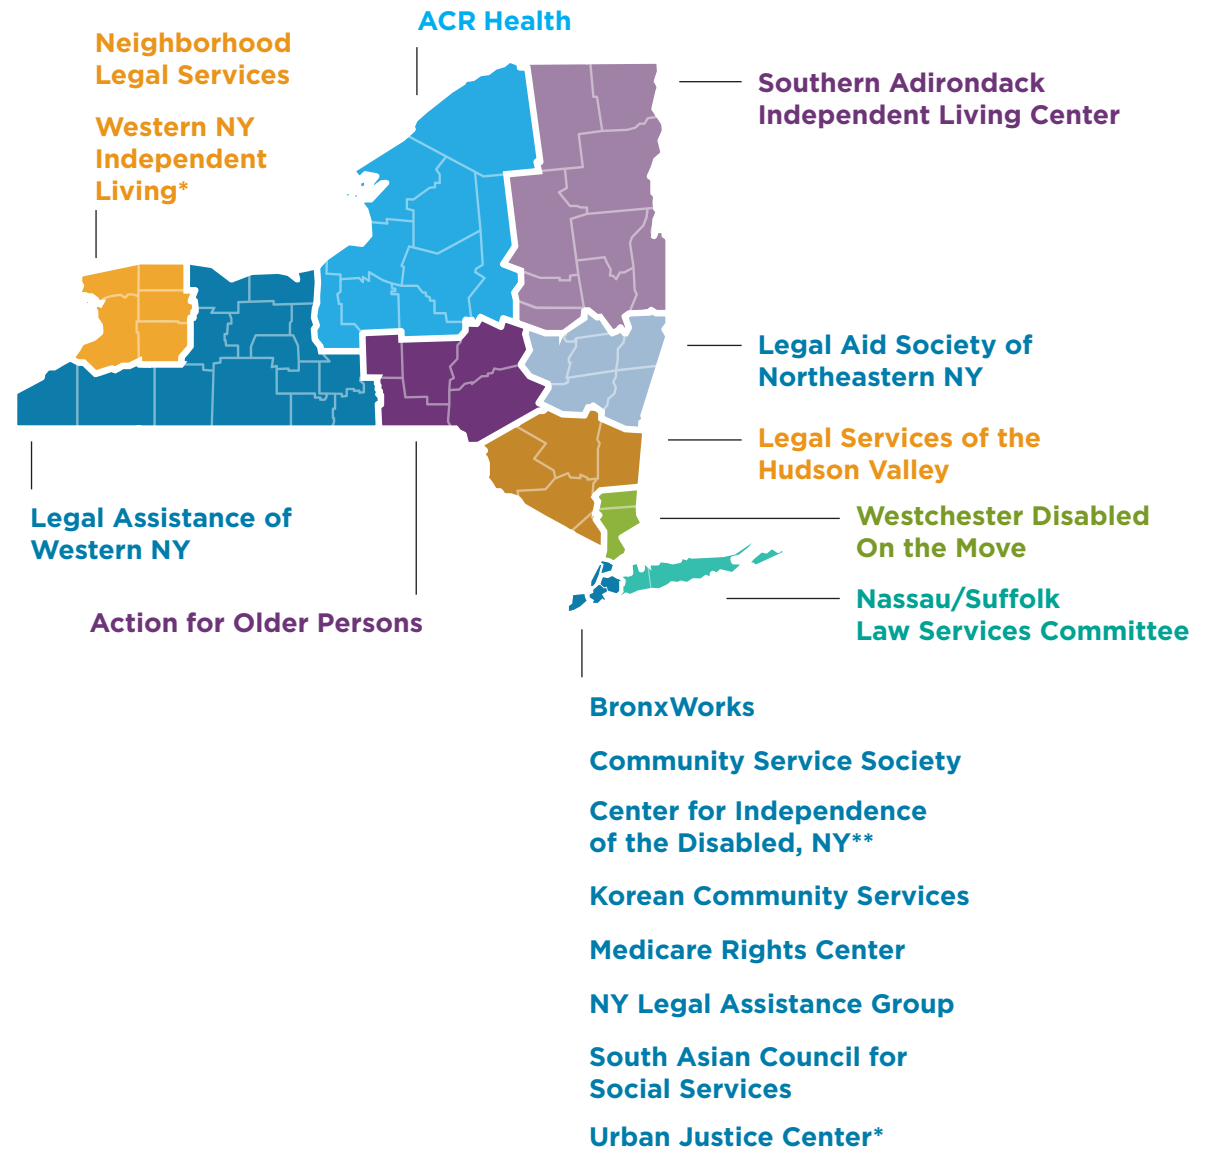 ACR Health
Neighborhood
Legal Services
Western NY
Independent
Living*
Southern Adirondack
Independent Living Center
Legal Aid Society of
Northeastern NY
Legal Services of the
Hudson Valley
Legal Assistance of
Western NY
Westchester Disabled
On the Move
Action for Older Persons
Nassau/Suffolk
Law Services Committee
BronxWorks
Community Service Society
Center for Independence
of the Disabled, NY**
Korean Community Services
Medicare Rights Center
NY Legal Assistance Group
South Asian Council for
Social Services
Urban Justice Center*